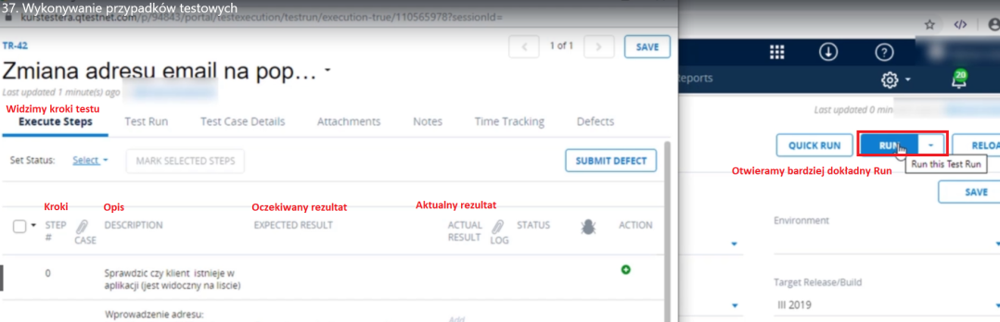 37. Wykonywanie przypadków testowych
kurstestera.qtestnet.com/p/94843/portal/testexecution/testrun/execution-true/110565978?sessionId=
TR-42
1 of 1
SAVE
Zmiana adresu email na pop...
Last updated 1 minute(s) ago
Widzimy kroki testu
Execute Steps
Test Run
Test Case Details
Attachments
Notes
Time Tracking
Defects
Set Status:
Select
MARK SELECTED STEPS
SUBMIT DEFECT
Kroki
Opis
Oczekiwany rezultat
Aktualny rezultat
STEP #
CASE
DESCRIPTION
EXPECTED RESULT
ACTUAL RESULT
LOG
STATUS
ACTION
0
Sprawdzic czy klient istnieje w
aplikacji (jest widoczny na liscie)
Wprowadzenie adresu:
Add
20
Reports
Last updated 0 min
QUICK RUN
RUN
RELOA
Run this Test Run
Otwieramy bardziej dokładny Run
SAVE
Environment
Target Release/Build
III 2019